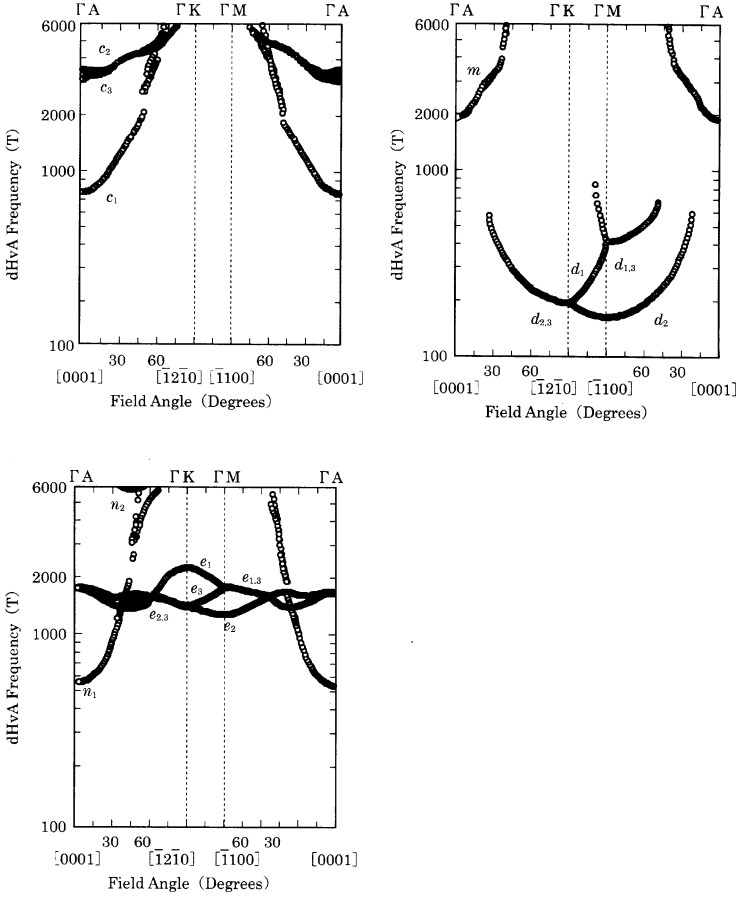 ΓA ΓK ΓM ΓA
6000
2000
1000
100
dHvA Frequency (T)
c2
c3
c1
30 60 60 30
[0001] [1̄21̄0] [1̄100] [0001]
Field Angle (Degrees)
ΓA ΓK ΓM ΓA
6000
2000
1000
100
dHvA Frequency (T)
m
d1 d1,3
d2,3 d2
30 60 60 30
[0001] [1̄21̄0] [1̄100] [0001]
Field Angle (Degrees)
ΓA ΓK ΓM ΓA
6000
2000
1000
100
dHvA Frequency (T)
n2
e1 e1,3
e3
e2,3 e2
n1
30 60 60 30
[0001] [1̄21̄0] [1̄100] [0001]
Field Angle (Degrees)